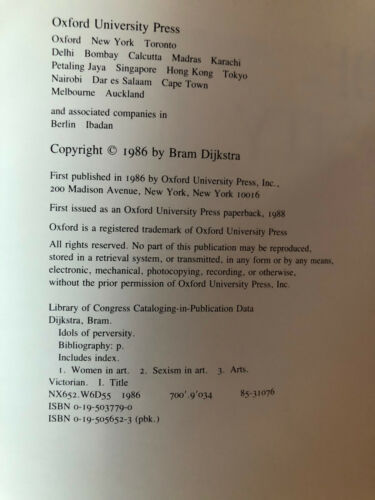 Oxford University Press
Oxford New York Toronto
Delhi Bombay Calcutta Madras Karachi
Petaling Jaya Singapore Hong Kong Tokyo
Nairobi Dar es Salaam Cape Town
Melbourne Auckland
and associated companies in
Berlin Ibadan
Copyright © 1986 by Bram Dijkstra
First published in 1986 by Oxford University Press, Inc.,
200 Madison Avenue, New York, New York 10016
First issued as an Oxford University Press paperback, 1988
Oxford is a registered trademark of Oxford University Press
All rights reserved. No part of this publication may be reproduced,
stored in a retrieval system, or transmitted, in any form or by any means,
electronic, mechanical, photocopying, recording, or otherwise,
without the prior permission of Oxford University Press, Inc.
Library of Congress Cataloging-in-Publication Data
Dijkstra, Bram.
Idols of perversity.
Bibliography: p.
Includes index.
1. Women in art. 2. Sexism in art. 3. Arts.
Victorian. I. Title
NX652.W6D55 1986 700'.9'034 85-31076
ISBN 0-19-503779-0
ISBN 0-19-505652-3 (pbk.)